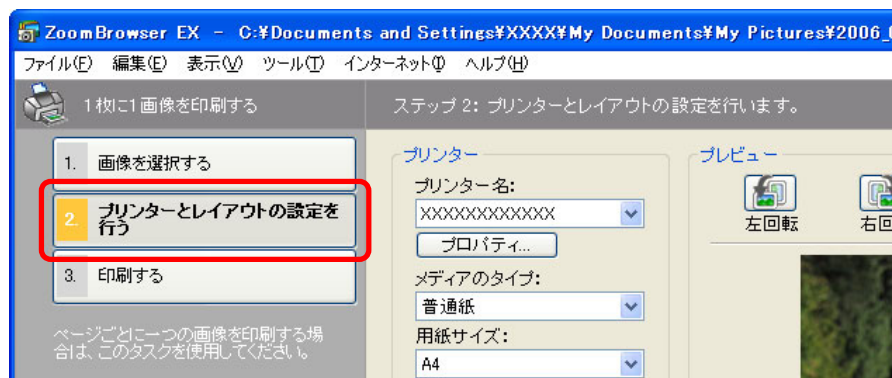 ZoomBrowser EX - C:¥Documents and Settings¥XXXX¥My Documents¥My Pictures¥2006_
ファイル(F) 編集(E) 表示(V) ツール(T) インターネット(I) ヘルプ(H)
1枚に1画像を印刷する
ステップ 2: プリンターとレイアウトの設定を行います。
1. 画像を選択する
2. プリンターとレイアウトの設定を
行う
3. 印刷する
ページごとに一つの画像を印刷する場
合は、このタスクを使用してください。
プリンター
プリンター名:
XXXXXXXXXXXX
プロパティ...
メディアのタイプ:
普通紙
用紙サイズ:
A4
プレビュー
左回転
右回